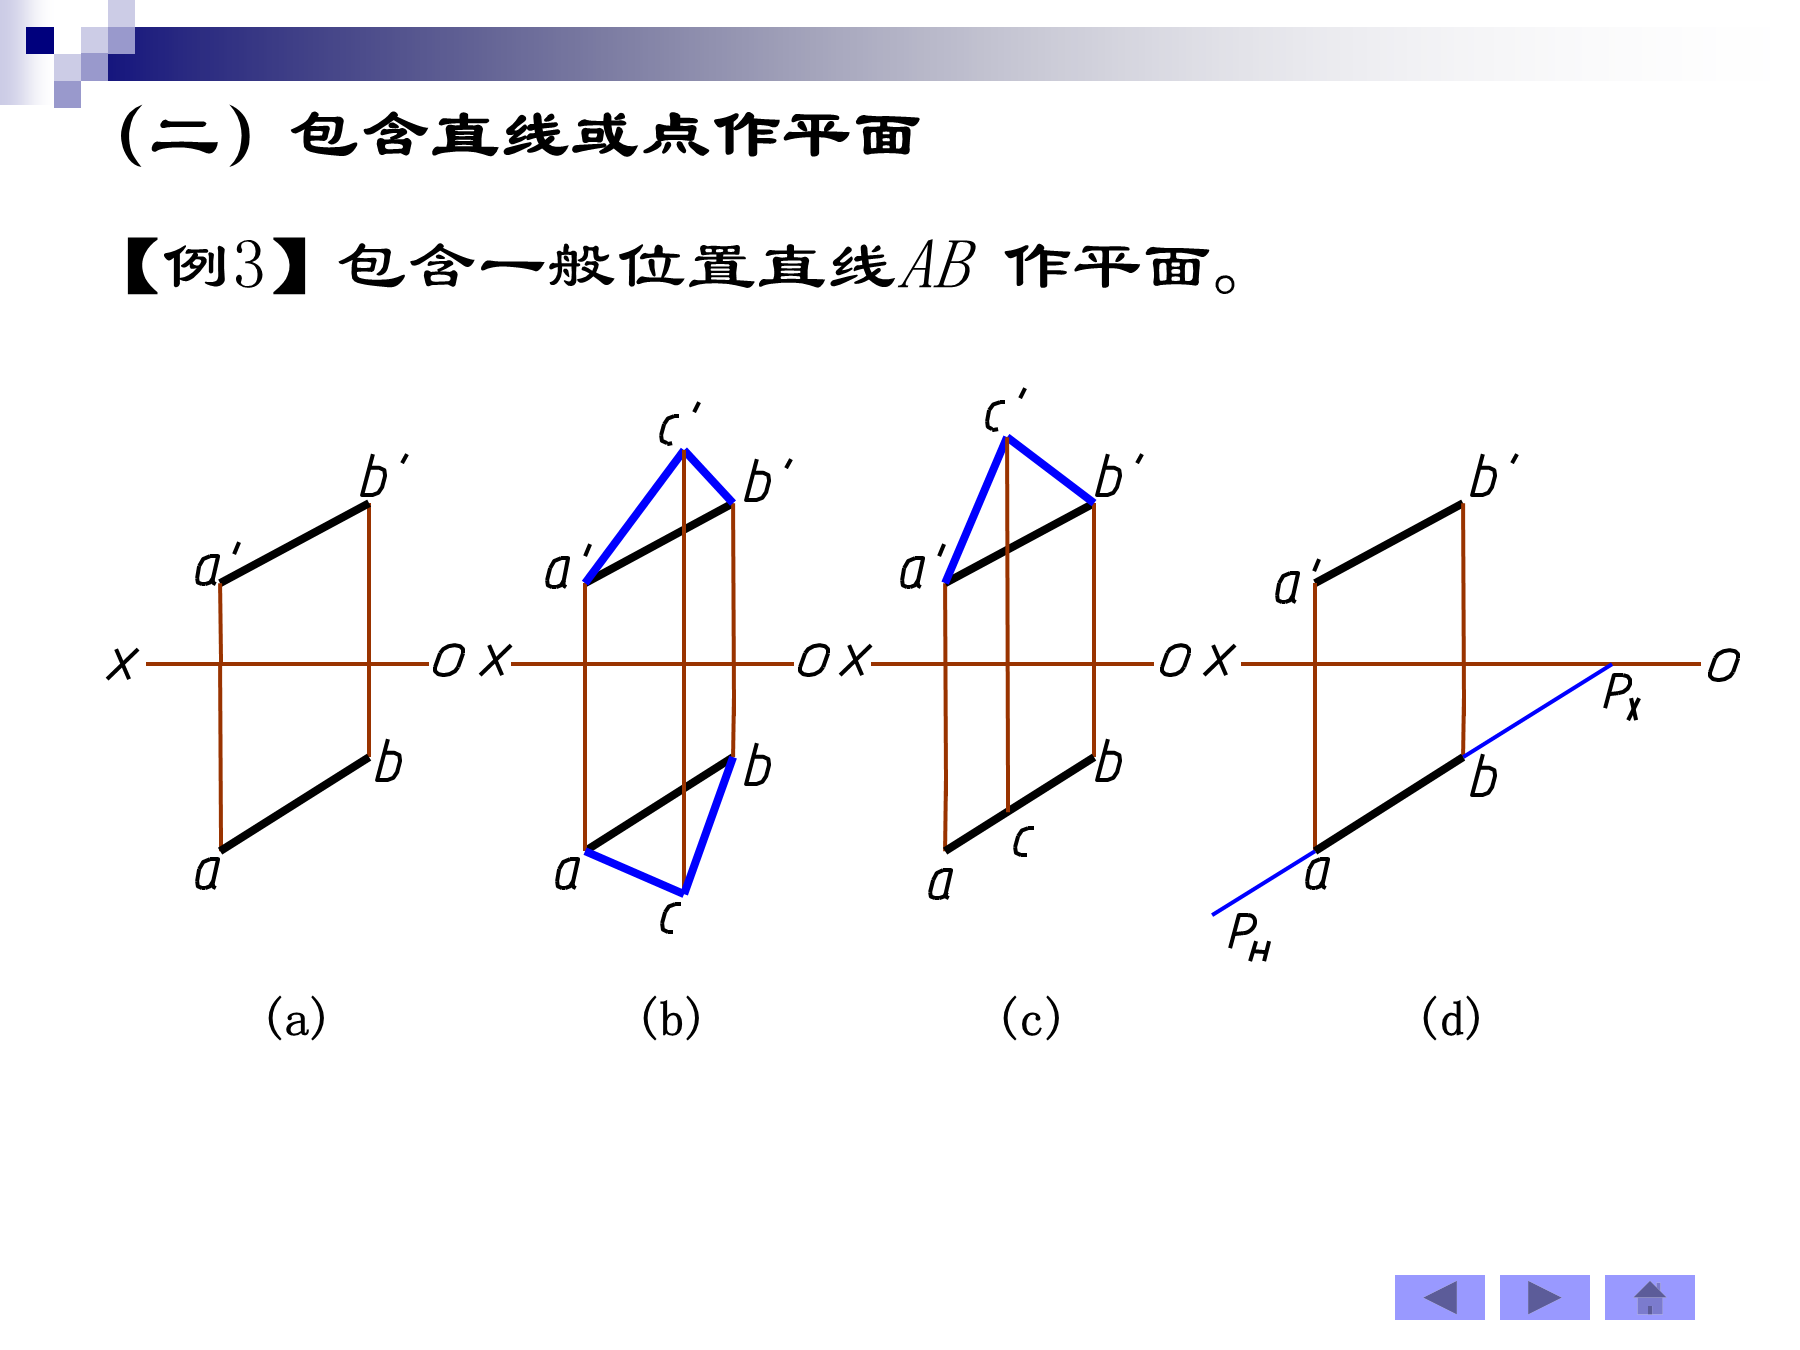 （二）包含直线或点作平面
【例3】包含一般位置直线AB 作平面。
c′ c′
b′ b′ b′ b′
a′ a′ a′ a′
X O X O X O X O
PX
b b b b
c
a a a a
c
PH
(a) (b) (c) (d)